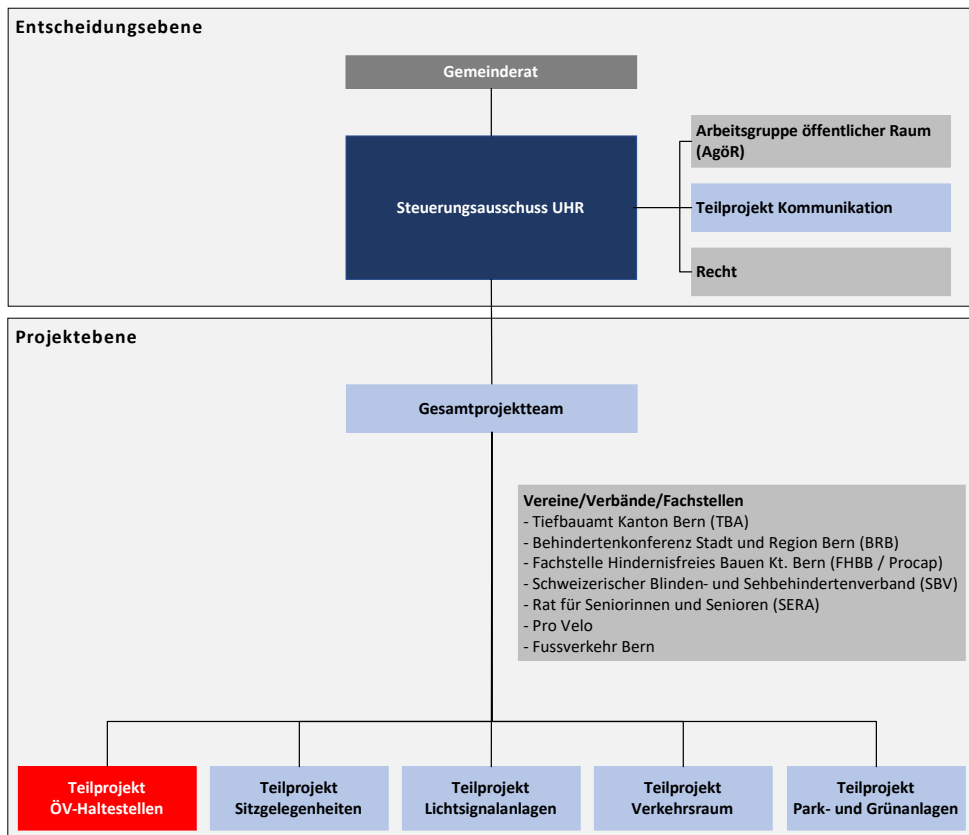 Entscheidungsebene
Gemeinderat
Steuerungsausschuss UHR
Arbeitsgruppe öffentlicher Raum
(AgöR)
Teilprojekt Kommunikation
Recht
Projektebene
Gesamtprojektteam
Vereine/Verbände/Fachstellen
- Tiefbauamt Kanton Bern (TBA)
- Behindertenkonferenz Stadt und Region Bern (BRB)
- Fachstelle Hindernisfreies Bauen Kt. Bern (FHBB / Procap)
- Schweizerischer Blinden- und Sehbehindertenverband (SBV)
- Rat für Seniorinnen und Senioren (SERA)
- Pro Velo
- Fussverkehr Bern
Teilprojekt
ÖV-Haltestellen
Teilprojekt
Sitzgelegenheiten
Teilprojekt
Lichtsignalanlagen
Teilprojekt
Verkehrsraum
Teilprojekt
Park- und Grünanlagen